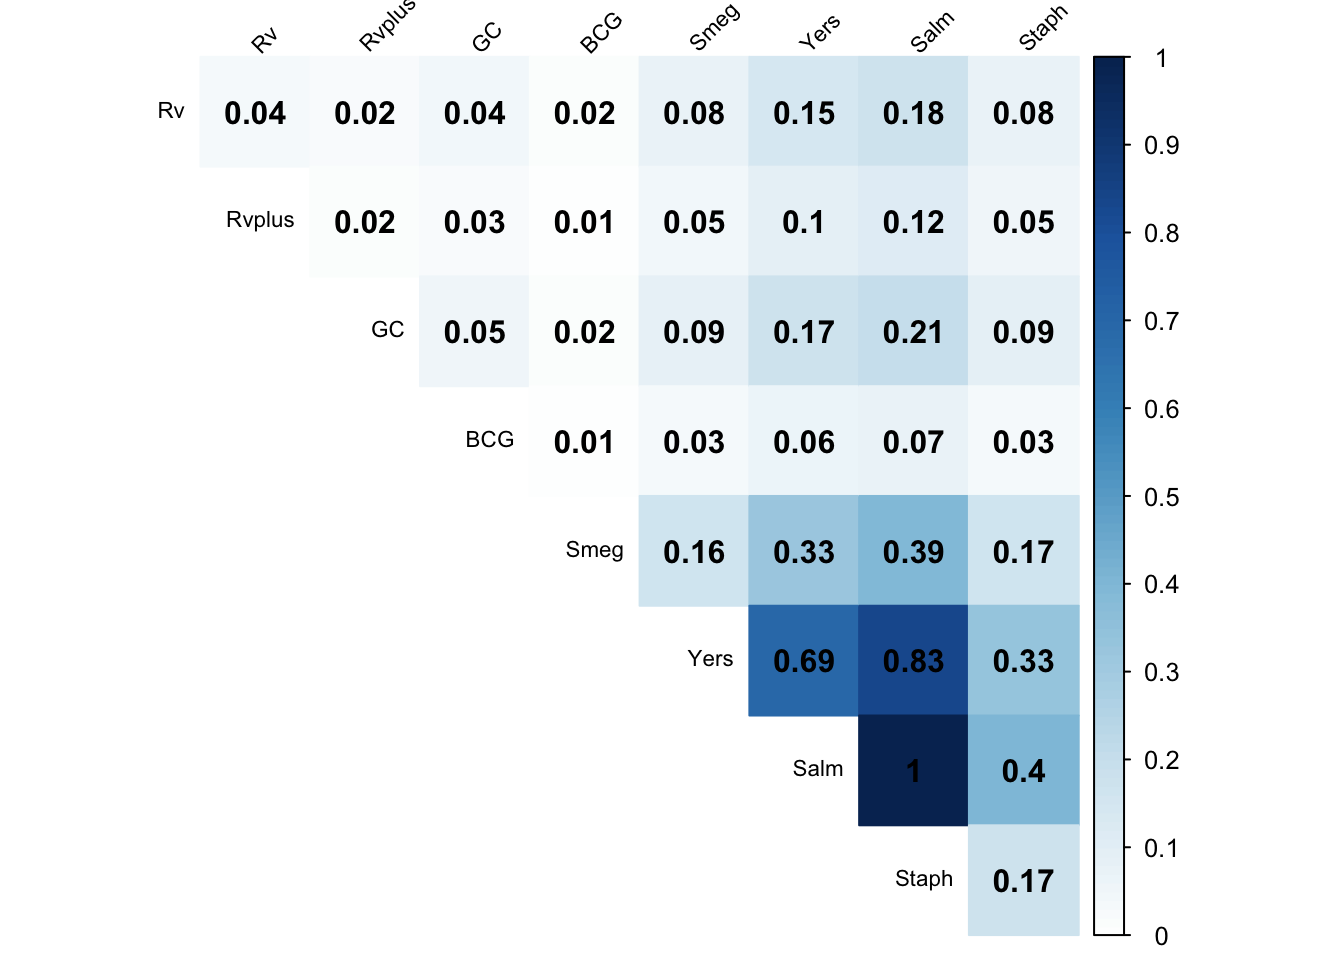 Rv Rvplus GC BCG Smeg Yers Salm Staph
Rv 0.04 0.02 0.04 0.02 0.08 0.15 0.18 0.08
Rvplus 0.02 0.03 0.01 0.05 0.1 0.12 0.05
GC 0.05 0.02 0.09 0.17 0.21 0.09
BCG 0.01 0.03 0.06 0.07 0.03
Smeg 0.16 0.33 0.39 0.17
Yers 0.69 0.83 0.33
Salm 1 0.4
Staph 0.17
1
0.9
0.8
0.7
0.6
0.5
0.4
0.3
0.2
0.1
0